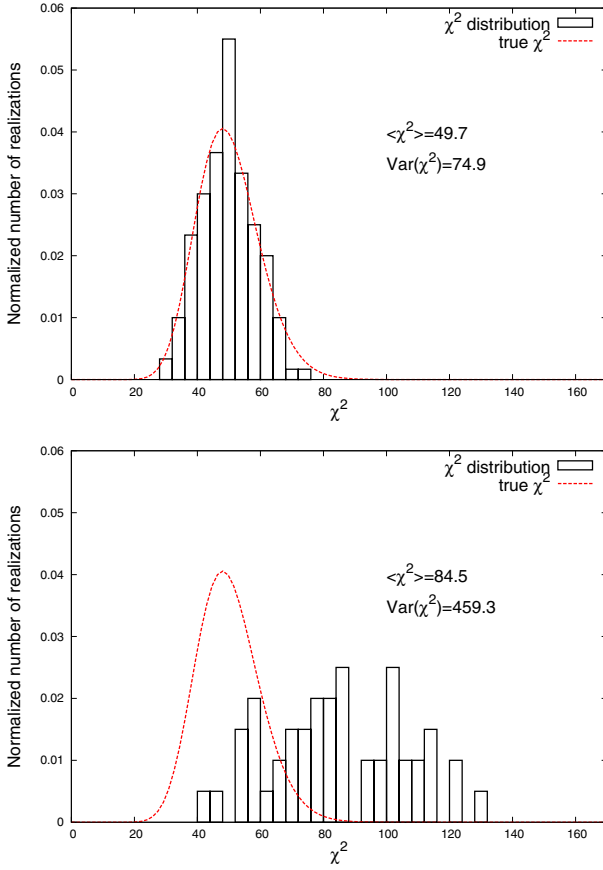 0.06
0.05
0.04
0.03
0.02
0.01
0
Normalized number of realizations
χ² distribution
true χ²
<χ²>=49.7
Var(χ²)=74.9
0 20 40 60 80 100 120 140 160
χ²
0.06
0.05
0.04
0.03
0.02
0.01
0
Normalized number of realizations
χ² distribution
true χ²
<χ²>=84.5
Var(χ²)=459.3
0 20 40 60 80 100 120 140 160
χ²